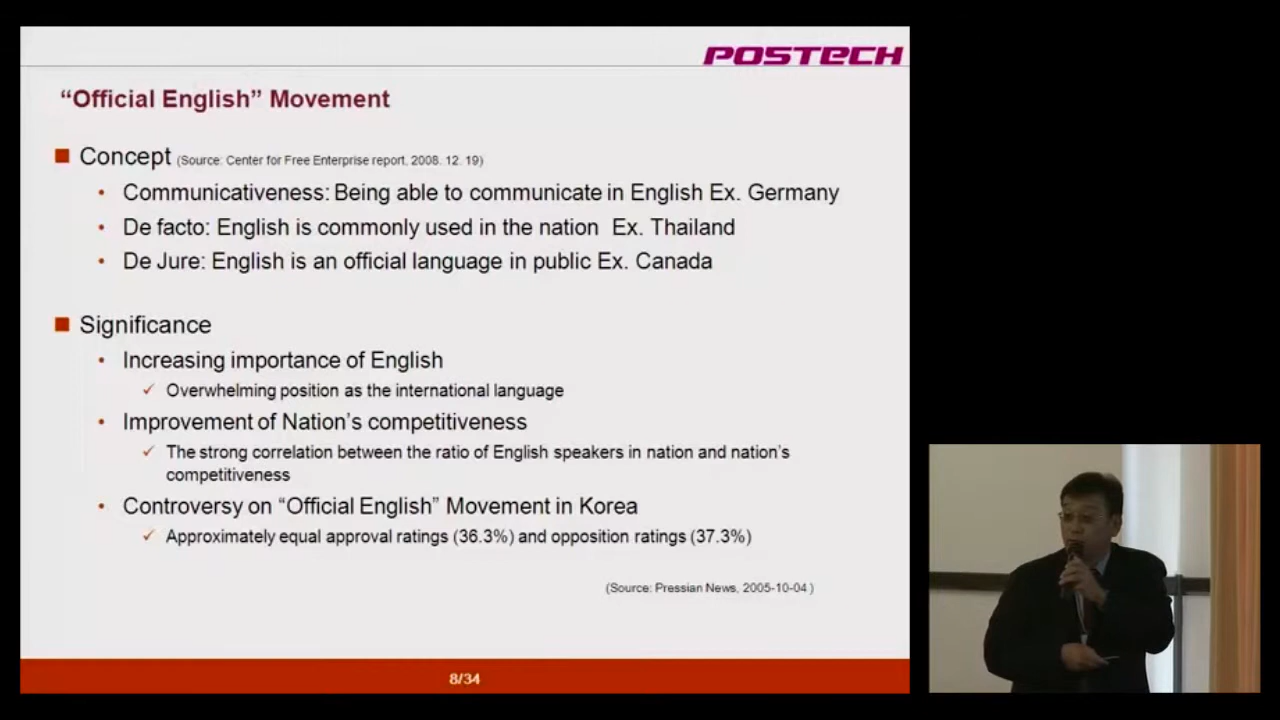 POSTECH
“Official English” Movement
Concept (Source: Center for Free Enterprise report, 2008. 12. 19)
Communicativeness: Being able to communicate in English Ex. Germany
De facto: English is commonly used in the nation Ex. Thailand
De Jure: English is an official language in public Ex. Canada
Significance
Increasing importance of English
Overwhelming position as the international language
Improvement of Nation’s competitiveness
The strong correlation between the ratio of English speakers in nation and nation’s
competitiveness
Controversy on “Official English” Movement in Korea
Approximately equal approval ratings (36.3%) and opposition ratings (37.3%)
(Source: Pressian News, 2005-10-04 )
8/34